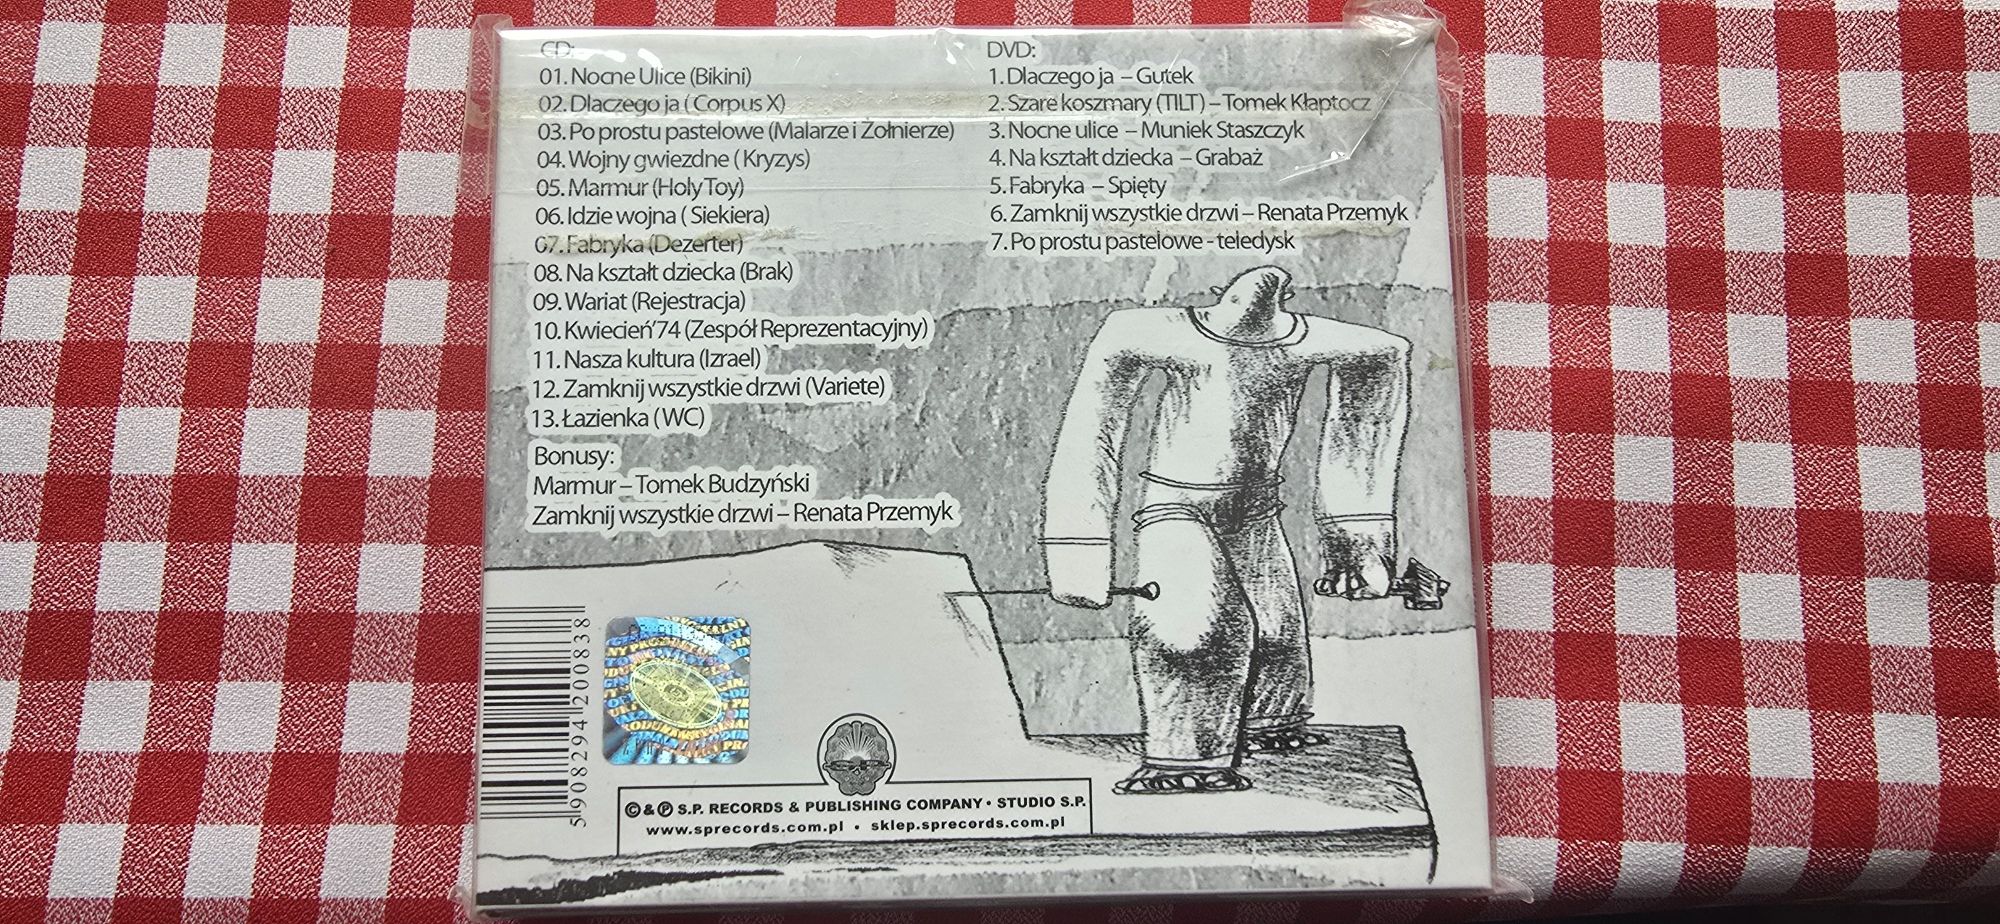 CD:
01. Nocne Ulice (Bikini)
02. Dlaczego ja ( Corpus X)
03. Po prostu pastelowe (Malarze i Żołnierze)
04. Wojny gwiezdne ( Kryzys)
05. Marmur (Holy Toy)
06. Idzie wojna ( Siekiera)
07. Fabryka (Dezerter)
08. Na kształt dziecka (Brak)
09. Wariat (Rejestracja)
10. Kwiecień'74 (Zespół Reprezentacyjny)
11. Nasza kultura (Izrael)
12. Zamknij wszystkie drzwi (Variete)
13. Łazienka ( WC)
Bonusy:
Marmur – Tomek Budzyński
Zamknij wszystkie drzwi – Renata Przemyk
DVD:
1. Dlaczego ja – Gutek
2. Szare koszmary (TILT) – Tomek Kłaptocz
3. Nocne ulice – Muniek Staszczyk
4. Na kształt dziecka – Grabaż
5. Fabryka – Spięty
6. Zamknij wszystkie drzwi – Renata Przemyk
7. Po prostu pastelowe - teledysk
5 908294 200838
© & ℗ S.P. RECORDS & PUBLISHING COMPANY • STUDIO S.P.
www.sprecords.com.pl • sklep.sprecords.com.pl